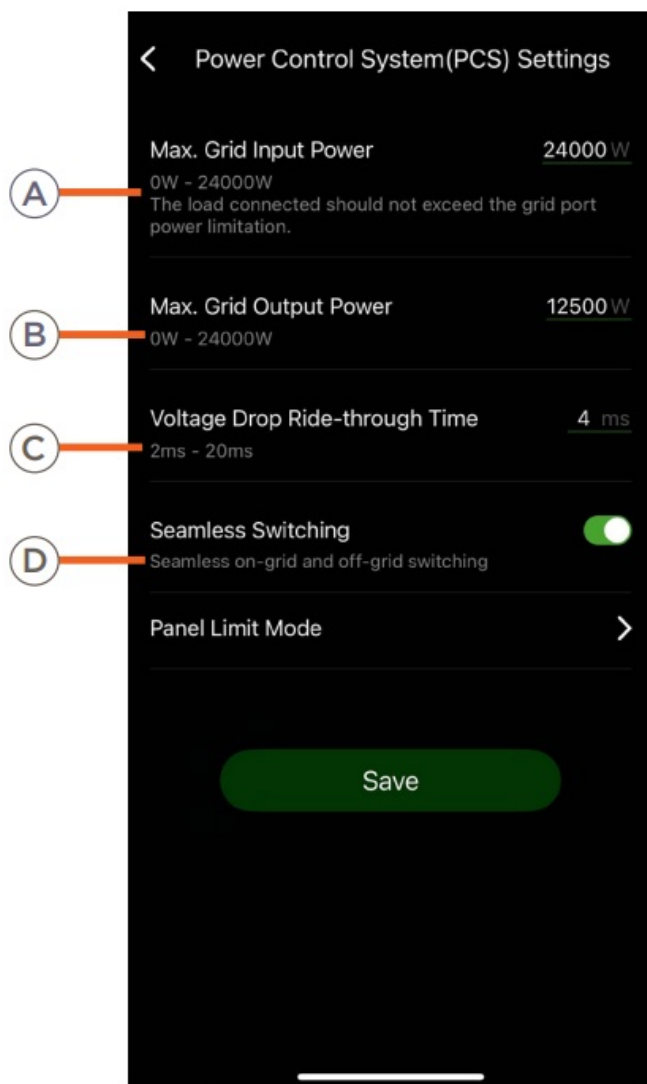 Power Control System(PCS) Settings
Max. Grid Input Power 24000 W
A
0W - 24000W
The load connected should not exceed the grid port
power limitation.
Max. Grid Output Power 12500 W
B
0W - 24000W
Voltage Drop Ride-through Time 4 ms
C
2ms - 20ms
Seamless Switching
D
Seamless on-grid and off-grid switching
Panel Limit Mode
Save